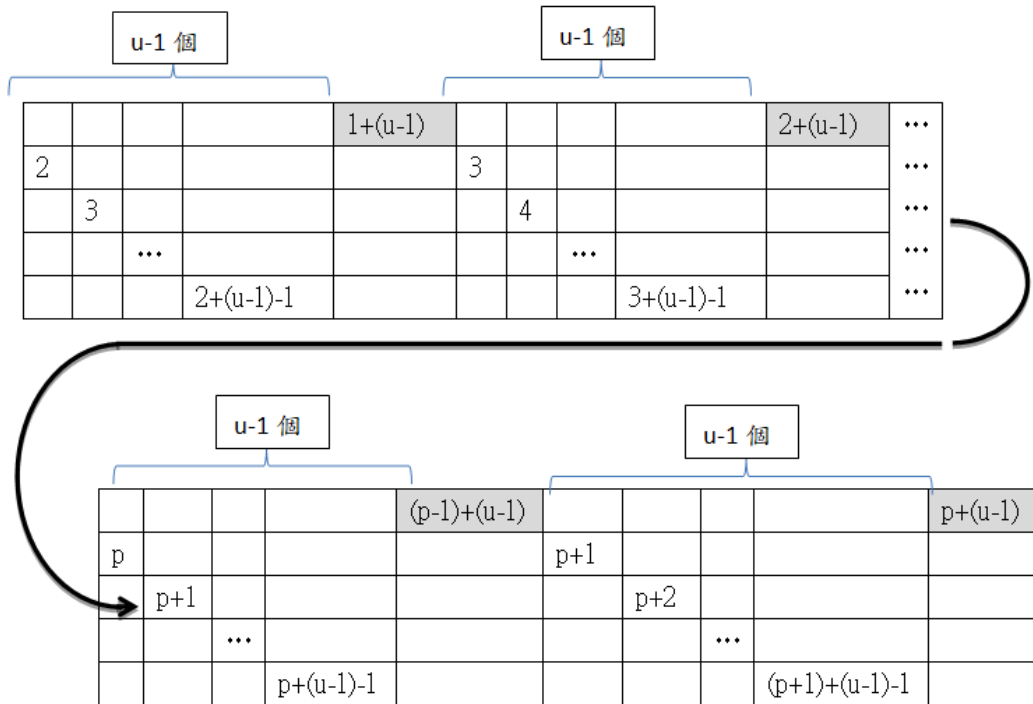 u-1 個 u-1 個
1+(u-1) 2+(u-1) ...
2 3 ...
3 4 ...
... ... ...
2+(u-1)-1 3+(u-1)-1 ...
u-1 個 u-1 個
(p-1)+(u-1) p+(u-1)
p p+1
p+1 p+2
... ...
p+(u-1)-1 (p+1)+(u-1)-1